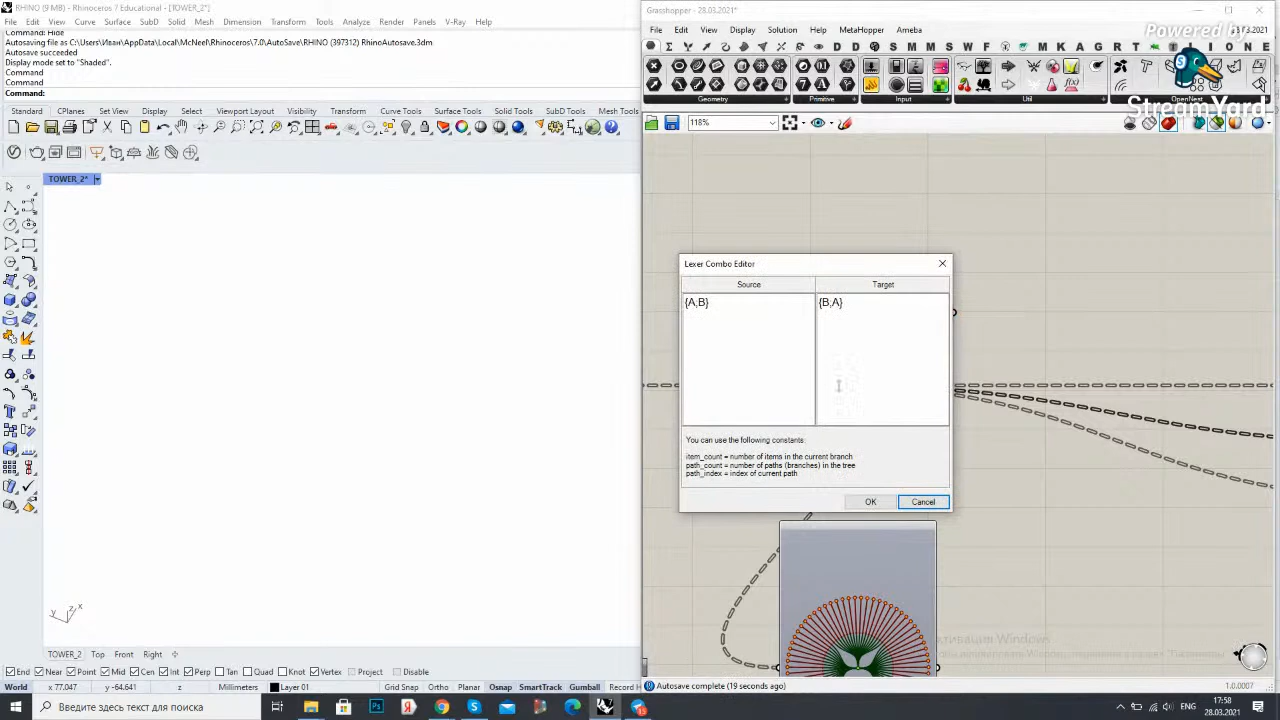 RHINO (9 MB) - Rhinoceros 7 Educational - [TOWER_2*]
File Edit View Curve Surface SubD Solid Mesh Dimension Transform Tools Analyze Render Panels V-Ray Help
Command: Hide
Autosaving file as C:\Users\Иван\AppData\Local\McNeel\Rhinoceros\7.0\AutoSave\RHINO (397312) RhinoAutosave.3dm
Autosave succeeded
Display mode set to "Shaded".
Command
Command
Command:
Standard CPlanes Set View Display Select Viewport Layout Visibility Transform Curve Tools Surface Tools Solid Tools SubD Tools Mesh Tools
TOWER_2*
z x y
TOWER_2 Top Front Right
End Near Point Mid Cen Int Perp Tan Quad Knot Vertex Project Disable
World x 77.047 y -64.641 z Millimeters Layer 01 Grid Snap Ortho Planar Osnap SmartTrack Gumball Record H
Grasshopper - 28.03.2021*
File Edit View Display Solution Help MetaHopper Ameba
28.03.2021
Powered by
StreamYard
Geometry Primitive Input Util OpenNest
118%
Lexer Combo Editor
Source Target
{A,B} {B;A}
You can use the following constants:
item_count = number of items in the current branch
path_count = number of paths (branches) in the tree
path_index = index of current path
OK Cancel
Autosave complete (19 seconds ago)
1.0.0007
Введите здесь текст для поиска
15
ENG
17:58
28.03.2021